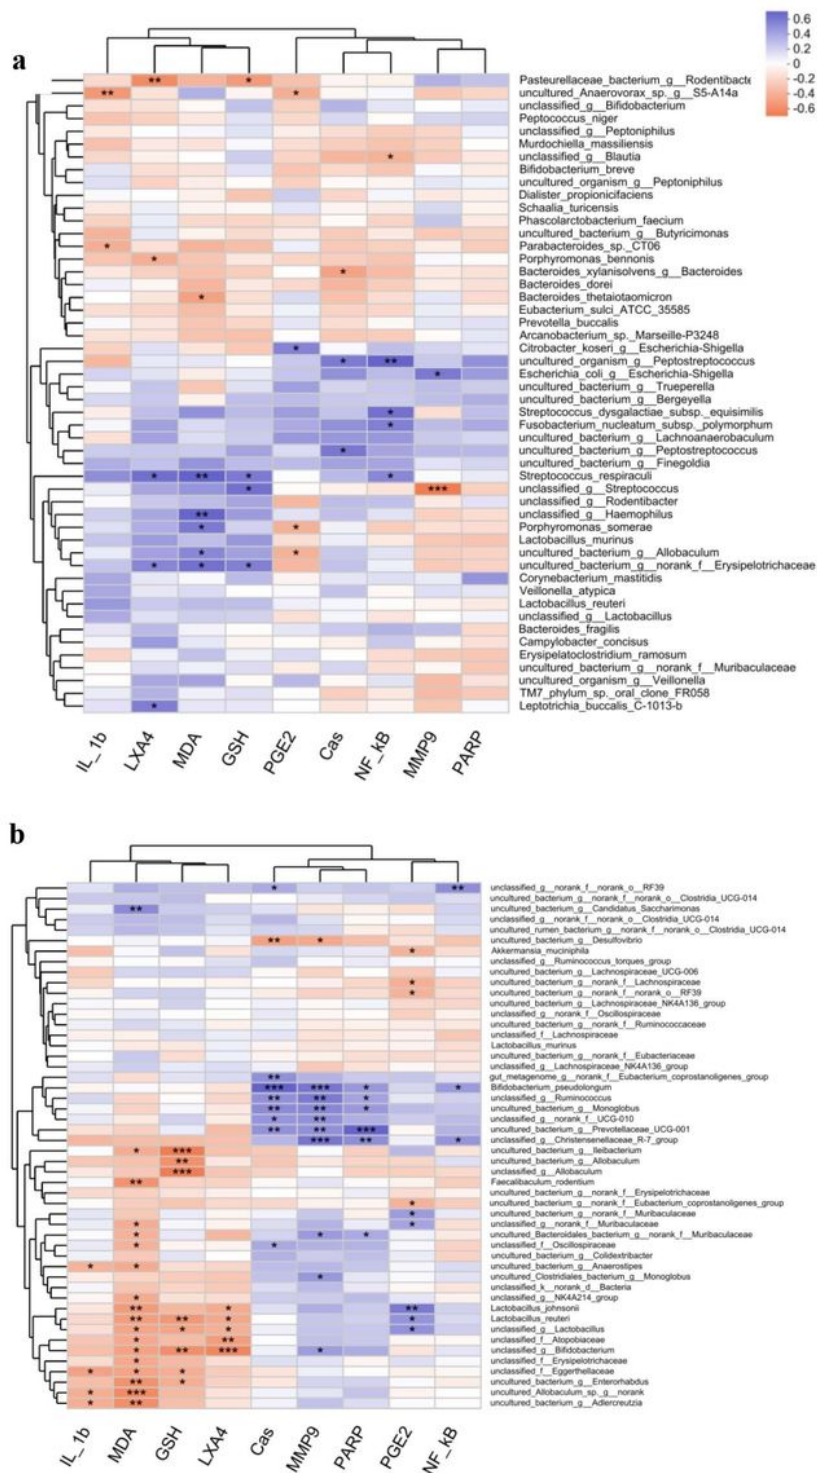 a
0.6
0.4
0.2
0
-0.2
-0.4
-0.6
Pasteurellaceae_bacterium_g__Rodentibacte
uncultured_Anaerovorax_sp._g__S5-A14a
unclassified_g__Bifidobacterium
Peptococcus_niger
unclassified_g__Peptoniphilus
Murdochiella_massiliensis
unclassified_g__Blautia
Bifidobacterium_breve
uncultured_organism_g__Peptoniphilus
Dialister_propionicifaciens
Schaalia_turicensis
Phascolarctobacterium_faecium
uncultured_bacterium_g__Butyricimonas
Parabacteroides_sp._CT06
Porphyromonas_bennonis
Bacteroides_xylanisolvens_g__Bacteroides
Bacteroides_dorei
Bacteroides_thetaiotaomicron
Eubacterium_sulci_ATCC_35585
Prevotella_buccalis
Arcanobacterium_sp._Marseille-P3248
Citrobacter_koseri_g__Escherichia-Shigella
uncultured_organism_g__Peptostreptococcus
Escherichia_coli_g__Escherichia-Shigella
uncultured_bacterium_g__Trueperella
uncultured_bacterium_g__Bergeyella
Streptococcus_dysgalactiae_subsp._equisimilis
Fusobacterium_nucleatum_subsp._polymorphum
uncultured_bacterium_g__Lachnoanaerobaculum
uncultured_bacterium_g__Peptostreptococcus
uncultured_bacterium_g__Finegoldia
Streptococcus_respiraculi
unclassified_g__Streptococcus
unclassified_g__Rodentibacter
unclassified_g__Haemophilus
Porphyromonas_somerae
Lactobacillus_murinus
uncultured_bacterium_g__Allobaculum
uncultured_bacterium_g__norank_f__Erysipelotrichaceae
Corynebacterium_mastitidis
Veillonella_atypica
Lactobacillus_reuteri
unclassified_g__Lactobacillus
Bacteroides_fragilis
Campylobacter_concisus
Erysipelatoclostridium_ramosum
uncultured_bacterium_g__norank_f__Muribaculaceae
uncultured_organism_g__Veillonella
TM7_phylum_sp._oral_clone_FR058
Leptotrichia_buccalis_C-1013-b
IL_1b
LXA4
MDA
GSH
PGE2
Cas
NF_kB
MMP9
PARP
b
unclassified_g__norank_f__norank_o__RF39
uncultured_bacterium_g__norank_f__norank_o__Clostridia_UCG-014
uncultured_bacterium_g__Candidatus_Saccharimonas
unclassified_g__norank_f__norank_o__Clostridia_UCG-014
uncultured_rumen_bacterium_g__norank_f__norank_o__Clostridia_UCG-014
uncultured_bacterium_g__Desulfovibrio
Akkermansia_muciniphila
unclassified_g__Ruminococcus_torques_group
uncultured_bacterium_g__Lachnospiraceae_UCG-006
uncultured_bacterium_g__norank_f__Lachnospiraceae
uncultured_bacterium_g__norank_f__norank_o__RF39
uncultured_bacterium_g__Lachnospiraceae_NK4A136_group
unclassified_g__norank_f__Oscillospiraceae
uncultured_bacterium_g__norank_f__Ruminococcaceae
unclassified_f__Lachnospiraceae
Lactobacillus_murinus
uncultured_bacterium_g__norank_f__Eubacteriaceae
unclassified_g__Lachnospiraceae_NK4A136_group
gut_metagenome_g__norank_f__Eubacterium_coprostanoligenes_group
Bifidobacterium_pseudolongum
unclassified_g__Ruminococcus
uncultured_bacterium_g__Monoglobus
unclassified_g__norank_f__UCG-010
uncultured_bacterium_g__Prevotellaceae_UCG-001
unclassified_g__Christensenellaceae_R-7_group
uncultured_bacterium_g__Ileibacterium
uncultured_bacterium_g__Allobaculum
unclassified_g__Allobaculum
Faecalibaculum_rodentium
uncultured_bacterium_g__norank_f__Erysipelotrichaceae
uncultured_bacterium_g__norank_f__Eubacterium_coprostanoligenes_group
uncultured_bacterium_g__norank_f__Muribaculaceae
unclassified_g__norank_f__Muribaculaceae
uncultured_Bacteroidales_bacterium_g__norank_f__Muribaculaceae
unclassified_f__Oscillospiraceae
uncultured_bacterium_g__Colidextribacter
uncultured_bacterium_g__Anaerostipes
uncultured_Clostridiales_bacterium_g__Monoglobus
unclassified_k__norank_d__Bacteria
unclassified_g__NK4A214_group
Lactobacillus_johnsonii
Lactobacillus_reuteri
unclassified_g__Lactobacillus
unclassified_f__Atopobiaceae
unclassified_g__Bifidobacterium
unclassified_f__Erysipelotrichaceae
unclassified_f__Eggerthellaceae
uncultured_bacterium_g__Enterorhabdus
uncultured_Allobaculum_sp._g__norank
uncultured_bacterium_g__Adlercreutzia
IL_1b
MDA
GSH
LXA4
Cas
MMP9
PARP
PGE2
NF_kB